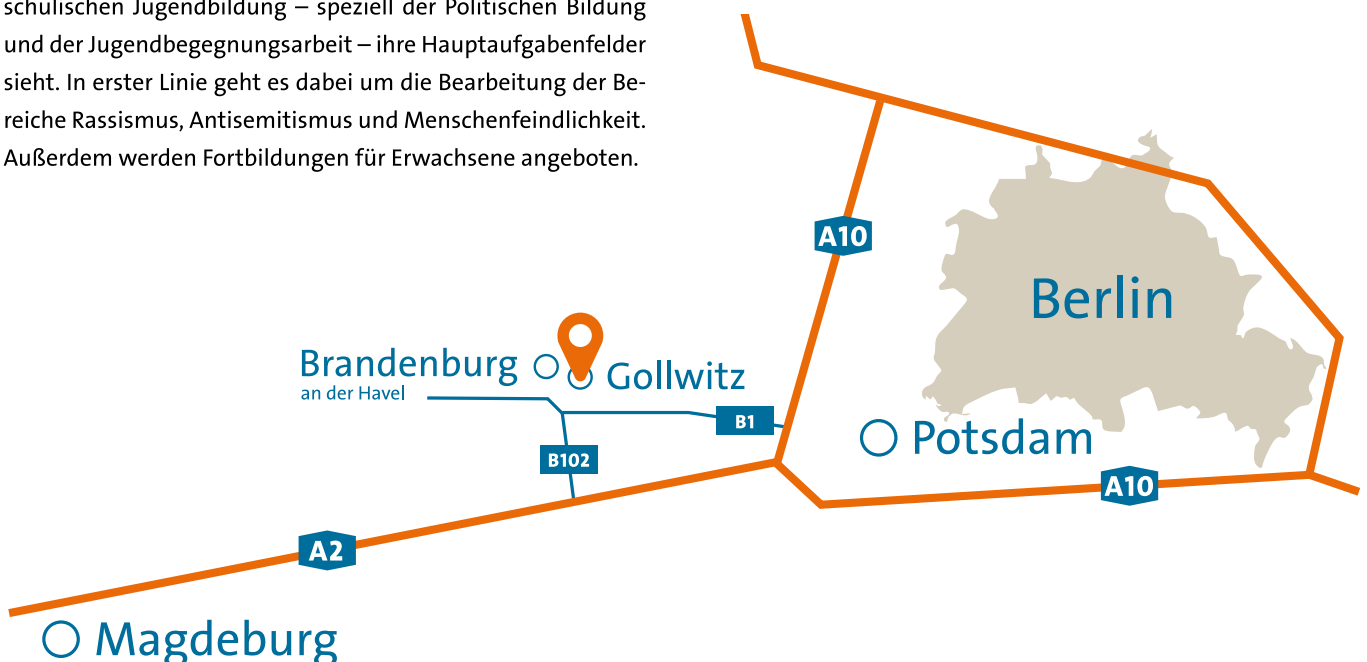 schulischen Jugendbildung – speziell der Politischen Bildung
und der Jugendbegegnungsarbeit – ihre Hauptaufgabenfelder
sieht. In erster Linie geht es dabei um die Bearbeitung der Be-
reiche Rassismus, Antisemitismus und Menschenfeindlichkeit.
Außerdem werden Fortbildungen für Erwachsene angeboten.
A10
Berlin
Brandenburg
an der Havel
Gollwitz
B1
Potsdam
B102
A10
A2
Magdeburg